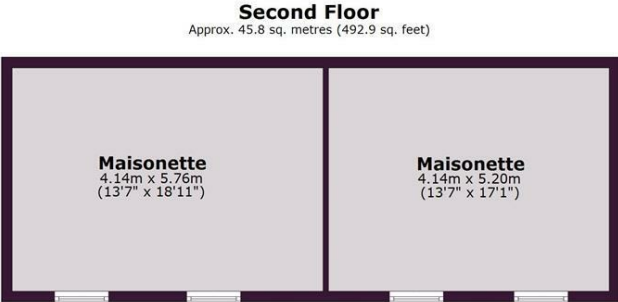 Second Floor
Approx. 45.8 sq. metres (492.9 sq. feet)
Maisonette
4.14m x 5.76m
(13'7" x 18'11")
Maisonette
4.14m x 5.20m
(13'7" x 17'1")